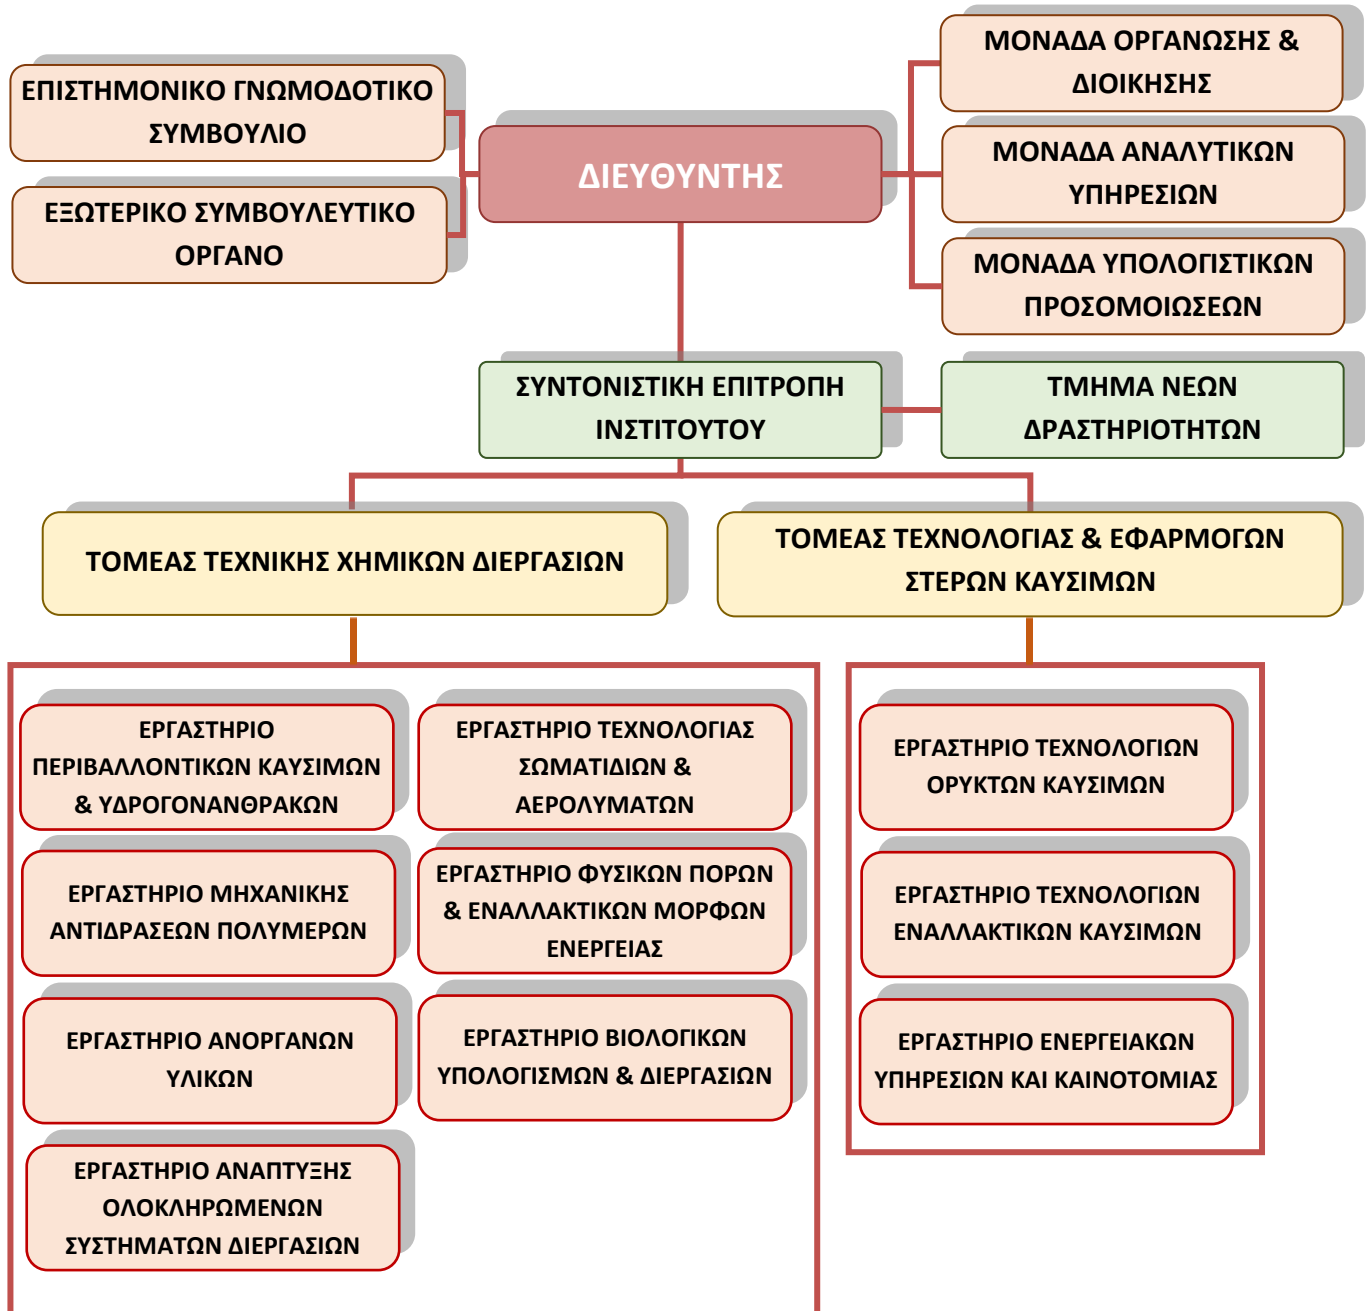 ΕΠΙΣΤΗΜΟΝΙΚΟ ΓΝΩΜΟΔΟΤΙΚΟ
ΣΥΜΒΟΥΛΙΟ
ΕΞΩΤΕΡΙΚΟ ΣΥΜΒΟΥΛΕΥΤΙΚΟ
ΟΡΓΑΝΟ
ΔΙΕΥΘΥΝΤΗΣ
ΜΟΝΑΔΑ ΟΡΓΑΝΩΣΗΣ &
ΔΙΟΙΚΗΣΗΣ
ΜΟΝΑΔΑ ΑΝΑΛΥΤΙΚΩΝ
ΥΠΗΡΕΣΙΩΝ
ΜΟΝΑΔΑ ΥΠΟΛΟΓΙΣΤΙΚΩΝ
ΠΡΟΣΟΜΟΙΩΣΕΩΝ
ΣΥΝΤΟΝΙΣΤΙΚΗ ΕΠΙΤΡΟΠΗ
ΙΝΣΤΙΤΟΥΤΟΥ
ΤΜΗΜΑ ΝΕΩΝ
ΔΡΑΣΤΗΡΙΟΤΗΤΩΝ
ΤΟΜΕΑΣ ΤΕΧΝΙΚΗΣ ΧΗΜΙΚΩΝ ΔΙΕΡΓΑΣΙΩΝ
ΤΟΜΕΑΣ ΤΕΧΝΟΛΟΓΙΑΣ & ΕΦΑΡΜΟΓΩΝ
ΣΤΕΡΩΝ ΚΑΥΣΙΜΩΝ
ΕΡΓΑΣΤΗΡΙΟ
ΠΕΡΙΒΑΛΛΟΝΤΙΚΩΝ ΚΑΥΣΙΜΩΝ
& ΥΔΡΟΓΟΝΑΝΘΡΑΚΩΝ
ΕΡΓΑΣΤΗΡΙΟ ΜΗΧΑΝΙΚΗΣ
ΑΝΤΙΔΡΑΣΕΩΝ ΠΟΛΥΜΕΡΩΝ
ΕΡΓΑΣΤΗΡΙΟ ΑΝΟΡΓΑΝΩΝ
ΥΛΙΚΩΝ
ΕΡΓΑΣΤΗΡΙΟ ΑΝΑΠΤΥΞΗΣ
ΟΛΟΚΛΗΡΩΜΕΝΩΝ
ΣΥΣΤΗΜΑΤΩΝ ΔΙΕΡΓΑΣΙΩΝ
ΕΡΓΑΣΤΗΡΙΟ ΤΕΧΝΟΛΟΓΙΑΣ
ΣΩΜΑΤΙΔΙΩΝ &
ΑΕΡΟΛΥΜΑΤΩΝ
ΕΡΓΑΣΤΗΡΙΟ ΦΥΣΙΚΩΝ ΠΟΡΩΝ
& ΕΝΑΛΛΑΚΤΙΚΩΝ ΜΟΡΦΩΝ
ΕΝΕΡΓΕΙΑΣ
ΕΡΓΑΣΤΗΡΙΟ ΒΙΟΛΟΓΙΚΩΝ
ΥΠΟΛΟΓΙΣΜΩΝ & ΔΙΕΡΓΑΣΙΩΝ
ΕΡΓΑΣΤΗΡΙΟ ΤΕΧΝΟΛΟΓΙΩΝ
ΟΡΥΚΤΩΝ ΚΑΥΣΙΜΩΝ
ΕΡΓΑΣΤΗΡΙΟ ΤΕΧΝΟΛΟΓΙΩΝ
ΕΝΑΛΛΑΚΤΙΚΩΝ ΚΑΥΣΙΜΩΝ
ΕΡΓΑΣΤΗΡΙΟ ΕΝΕΡΓΕΙΑΚΩΝ
ΥΠΗΡΕΣΙΩΝ ΚΑΙ ΚΑΙΝΟΤΟΜΙΑΣ